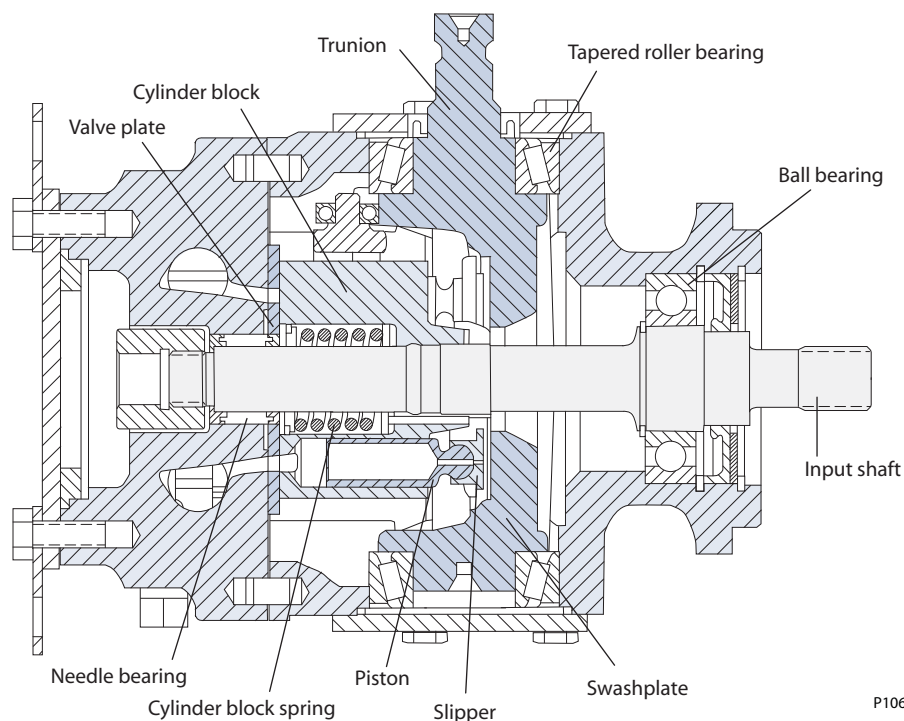 Trunion
Tapered roller bearing
Cylinder block
Valve plate
Ball bearing
Input shaft
Needle bearing
Cylinder block spring
Piston
Slipper
Swashplate
P106